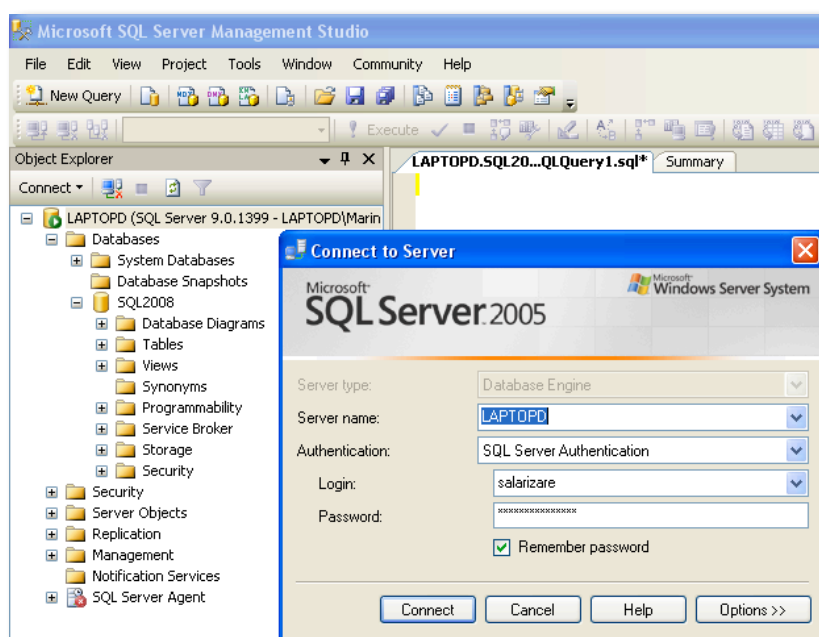 Microsoft SQL Server Management Studio
File Edit View Project Tools Window Community Help
New Query
Execute
Object Explorer
LAPTOPD.SQL20...QLQuery1.sql* Summary
Connect
LAPTOPD (SQL Server 9.0.1399 - LAPTOPD\Marin
Databases
System Databases
Database Snapshots
SQL2008
Database Diagrams
Tables
Views
Synonyms
Programmability
Service Broker
Storage
Security
Security
Server Objects
Replication
Management
Notification Services
SQL Server Agent
Connect to Server
Microsoft
SQL Server 2005
Microsoft
Windows Server System
Server type: Database Engine
Server name: LAPTOPD
Authentication: SQL Server Authentication
Login: salarizare
Password: ***************
Remember password
Connect Cancel Help Options >>